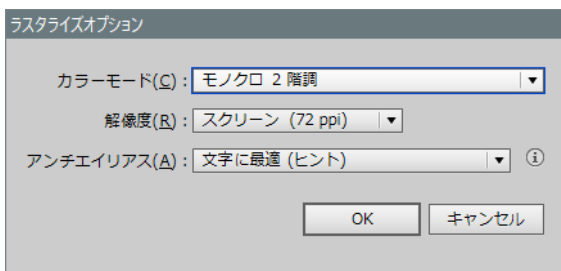 ラスタライズオプション
カラーモード(C)： モノクロ 2 階調
解像度(R)： スクリーン (72 ppi)
アンチエイリアス(A)： 文字に最適 (ヒント)
OK キャンセル